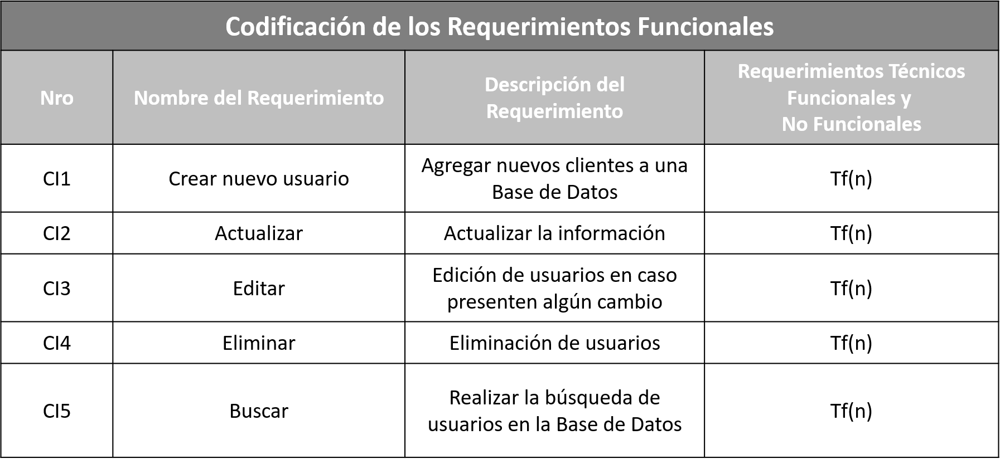 Codificación de los Requerimientos Funcionales
Nro
Nombre del Requerimiento
Descripción del
Requerimiento
Requerimientos Técnicos
Funcionales y
No Funcionales
CI1
Crear nuevo usuario
Agregar nuevos clientes a una
Base de Datos
Tf(n)
CI2
Actualizar
Actualizar la información
Tf(n)
CI3
Editar
Edición de usuarios en caso
presenten algún cambio
Tf(n)
CI4
Eliminar
Eliminación de usuarios
Tf(n)
CI5
Buscar
Realizar la búsqueda de
usuarios en la Base de Datos
Tf(n)